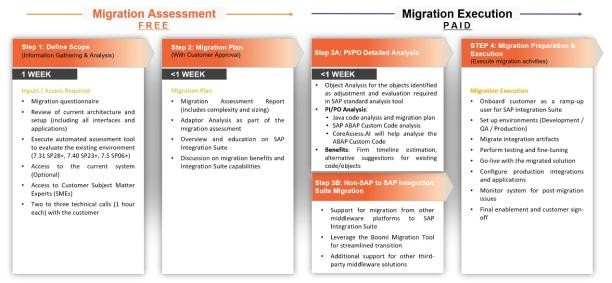 Migration Assessment
FREE
Migration Execution
PAID
Step 1: Define Scope
(Information Gathering & Analysis)
1 WEEK
Inputs / Access Required
• Migration questionnaire
• Review of current architecture and
setup (including all interfaces and
applications)
• Execute automated assessment tool
to evaluate the existing environment
(7.31 SP28+, 7.40 SP23+, 7.5 SP06+)
• Access to the current system
(Optional)
• Access to Customer Subject Matter
Experts (SMEs)
• Two to three technical calls (1 hour
each) with the customer
Step 2: Migration Plan
(With Customer Approval)
<1 WEEK
Migration Plan
• Migration Assessment Report
(includes complexity and sizing)
• Adaptor Analysis as part of the
migration assessment
• Overview and education on SAP
Integration Suite
• Discussion on migration benefits and
Integration Suite capabilities
Step 3A: PI/PO Detailed Analysis
<1 WEEK
• Object Analysis for the objects identified
as adjustment and evaluation required
in SAP standard analysis tool
• PI/PO Analysis:
• Java code analysis and migration plan
• SAP ABAP Custom Code analysis
• CoreAssess.AI will help analyse the
ABAP Custom Code
• Benefits: Firm timeline estimation,
alternative suggestions for existing
code/objects
Step 3B: Non-SAP to SAP Integration
Suite Migration
• Support for migration from other
middleware platforms to SAP
Integration Suite
• Leverage the Boomi Migration Tool
for streamlined transition
• Additional support for other third-
party middleware solutions
STEP 4: Migration Preparation &
Execution
(Execute migration activities)
Migration Execution
• Onboard customer as a ramp-up
user for SAP Integration Suite
• Set up environments (Development /
QA / Production)
• Migrate integration artifacts
• Perform testing and fine-tuning
• Go-live with the migrated solution
• Configure production integrations
and applications
• Monitor system for post-migration
issues
• Final enablement and customer sign-
off